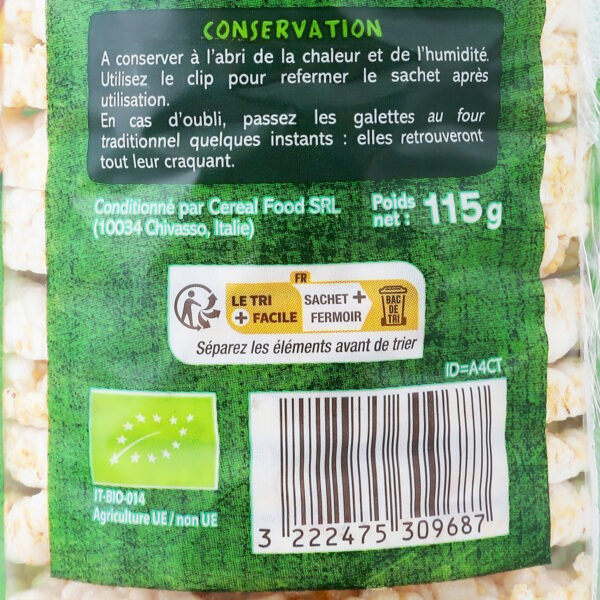 CONSERVATION
A conserver à l'abri de la chaleur et de l'humidité.
Utilisez le clip pour refermer le sachet après
utilisation.
En cas d'oubli, passez les galettes au four
traditionnel quelques instants : elles retrouveront
tout leur craquant.
Conditionné par Cereal Food SRL
(10034 Chivasso, Italie)
Poids
net : 115g
FR
LE TRI
+ FACILE
SACHET +
FERMOIR
BAC
DE
TRI
Séparez les éléments avant de trier
ID=A4CT
IT-BIO-014
Agriculture UE / non UE
3 222475 309687